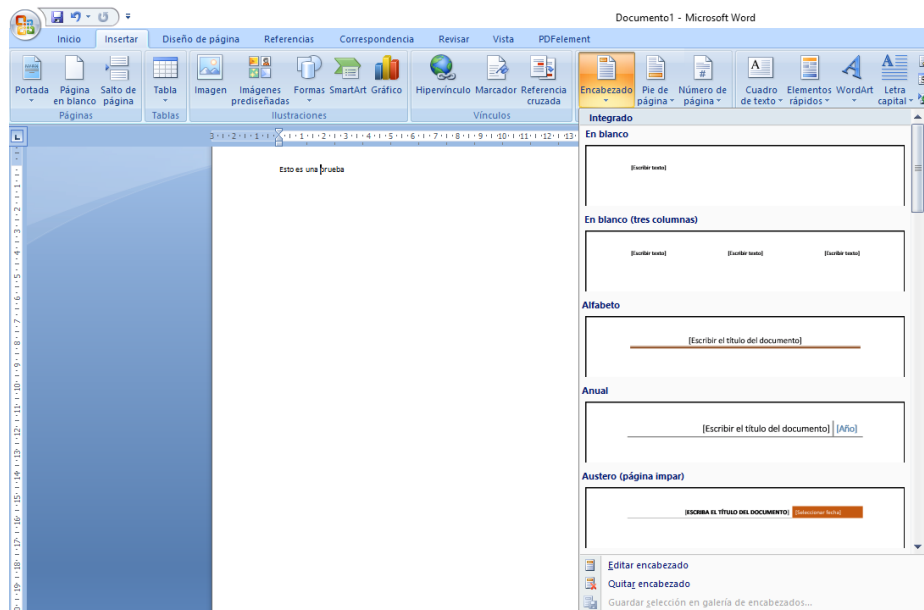 Documento1 - Microsoft Word
Inicio Insertar Diseño de página Referencias Correspondencia Revisar Vista PDFelement
Portada Página en blanco Salto de página Tabla Imagen Imágenes prediseñadas Formas SmartArt Gráfico Hipervínculo Marcador Referencia cruzada Encabezado Pie de página Número de página Cuadro de texto Elementos rápidos WordArt Letra capital
Páginas Tablas Ilustraciones Vínculos
Integrado
En blanco
[Escribir texto]
En blanco (tres columnas)
[Escribir texto] [Escribir texto] [Escribir texto]
Alfabeto
[Escribir el título del documento]
Anual
[Escribir el título del documento] [Año]
Austero (página impar)
[ESCRIBA EL TÍTULO DEL DOCUMENTO] [Seleccionar fecha]
Editar encabezado
Quitar encabezado
Guardar selección en galería de encabezados...
Esto es una prueba